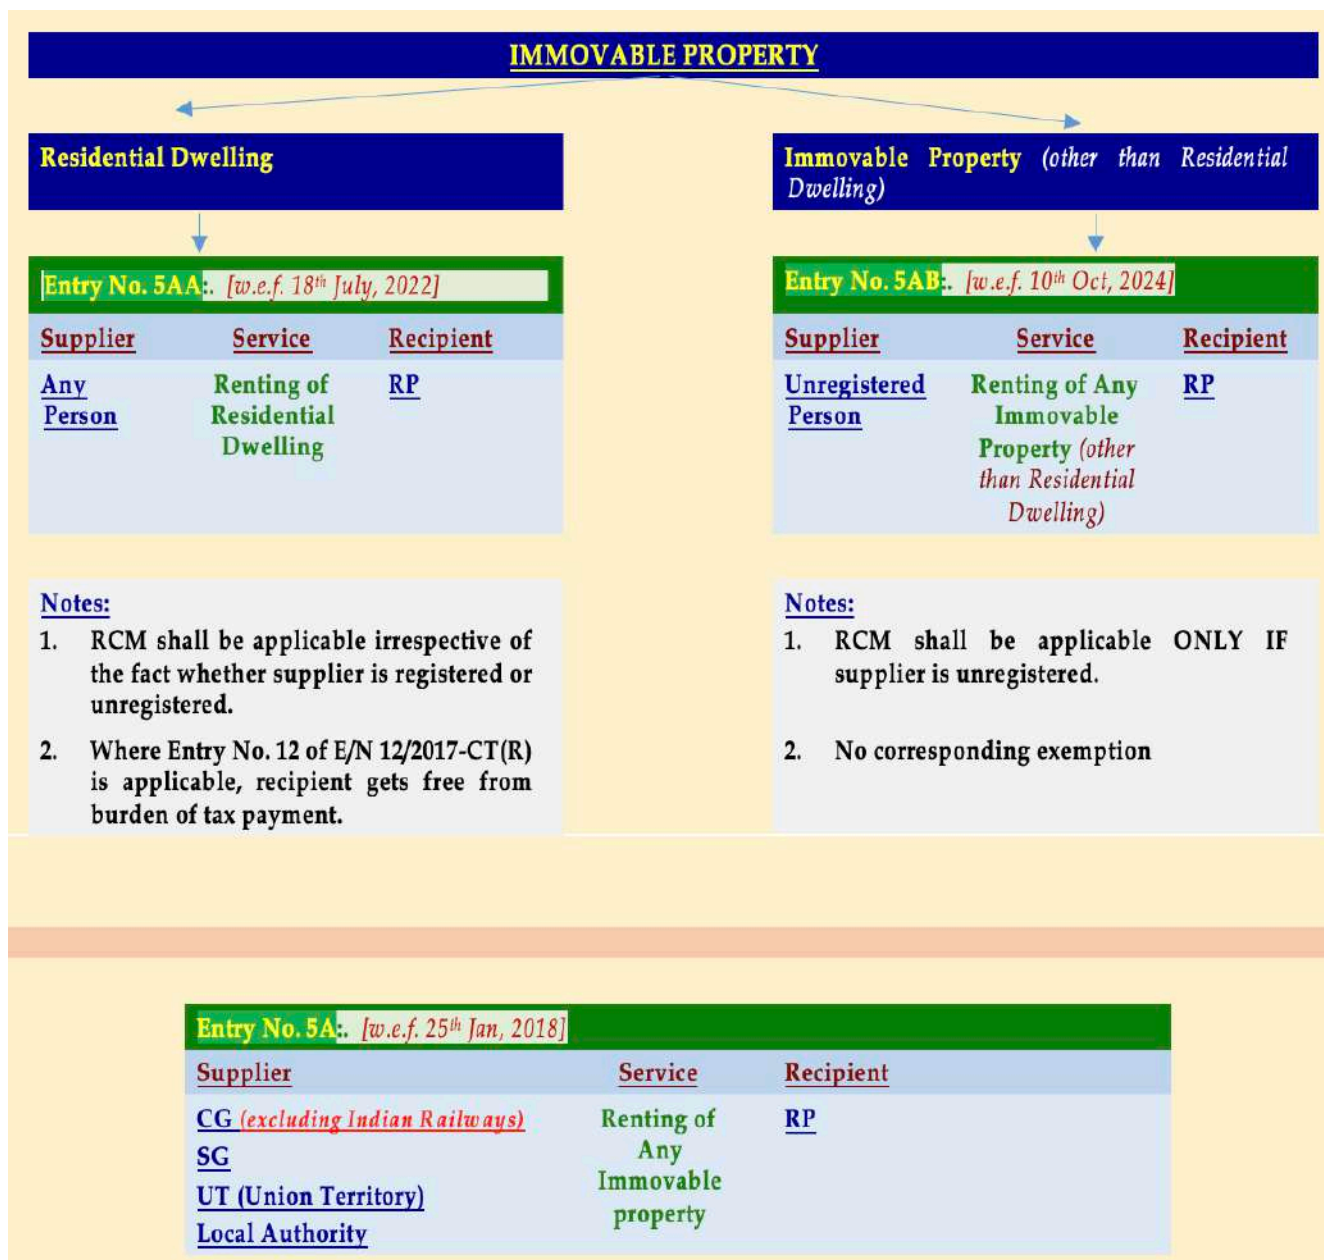 IMMOVABLE PROPERTY
Residential Dwelling
Entry No. 5AA:. [w.e.f. 18th July, 2022]
Supplier Service Recipient
Any Renting of RP
Person Residential
Dwelling
Notes:
1. RCM shall be applicable irrespective of
the fact whether supplier is registered or
unregistered.
2. Where Entry No. 12 of E/N 12/2017-CT(R)
is applicable, recipient gets free from
burden of tax payment.
Immovable Property (other than Residential
Dwelling)
Entry No. 5AB:. [w.e.f. 10th Oct, 2024]
Supplier Service Recipient
Unregistered Renting of Any RP
Person Immovable
Property (other
than Residential
Dwelling)
Notes:
1. RCM shall be applicable ONLY IF
supplier is unregistered.
2. No corresponding exemption
Entry No. 5A:. [w.e.f. 25th Jan, 2018]
Supplier Service Recipient
CG (excluding Indian Railways) Renting of RP
SG Any
UT (Union Territory) Immovable
Local Authority property